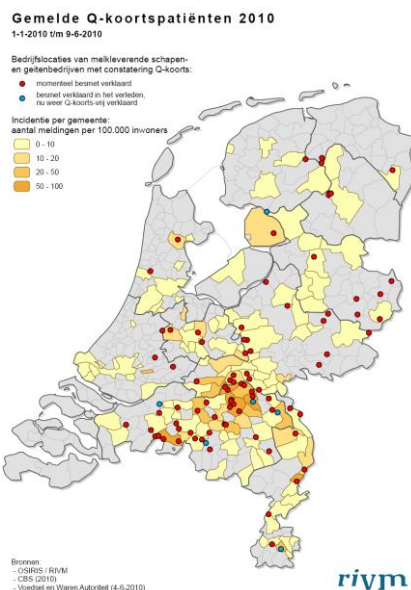 Gemelde Q-koortspatiënten 2010
1-1-2010 t/m 9-6-2010
Bedrijfslocaties van melkleverende schapen-
en geitenbedrijven met constatering Q-koorts:
momenteel besmet verklaard
besmet verklaard in het verleden,
nu weer Q-koorts-vrij verklaard
Incidentie per gemeente:
aantal meldingen per 100.000 inwoners
0 - 10
10 - 20
20 - 50
50 - 100
Bronnen
- OSIRIS / RIVM
- CBS (2010)
- Voedsel en Waren Autoriteit (4-6-2010)
rivm